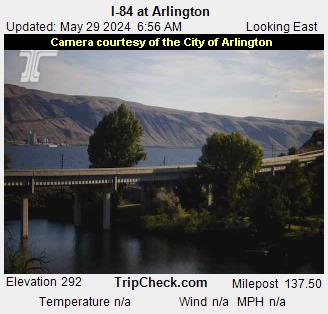 I-84 at Arlington
Updated: May 29 2024 6:56 AM Looking East
Camera courtesy of the City of Arlington
Elevation 292 TripCheck.com Milepost 137.50
Temperature n/a Wind n/a MPH n/a